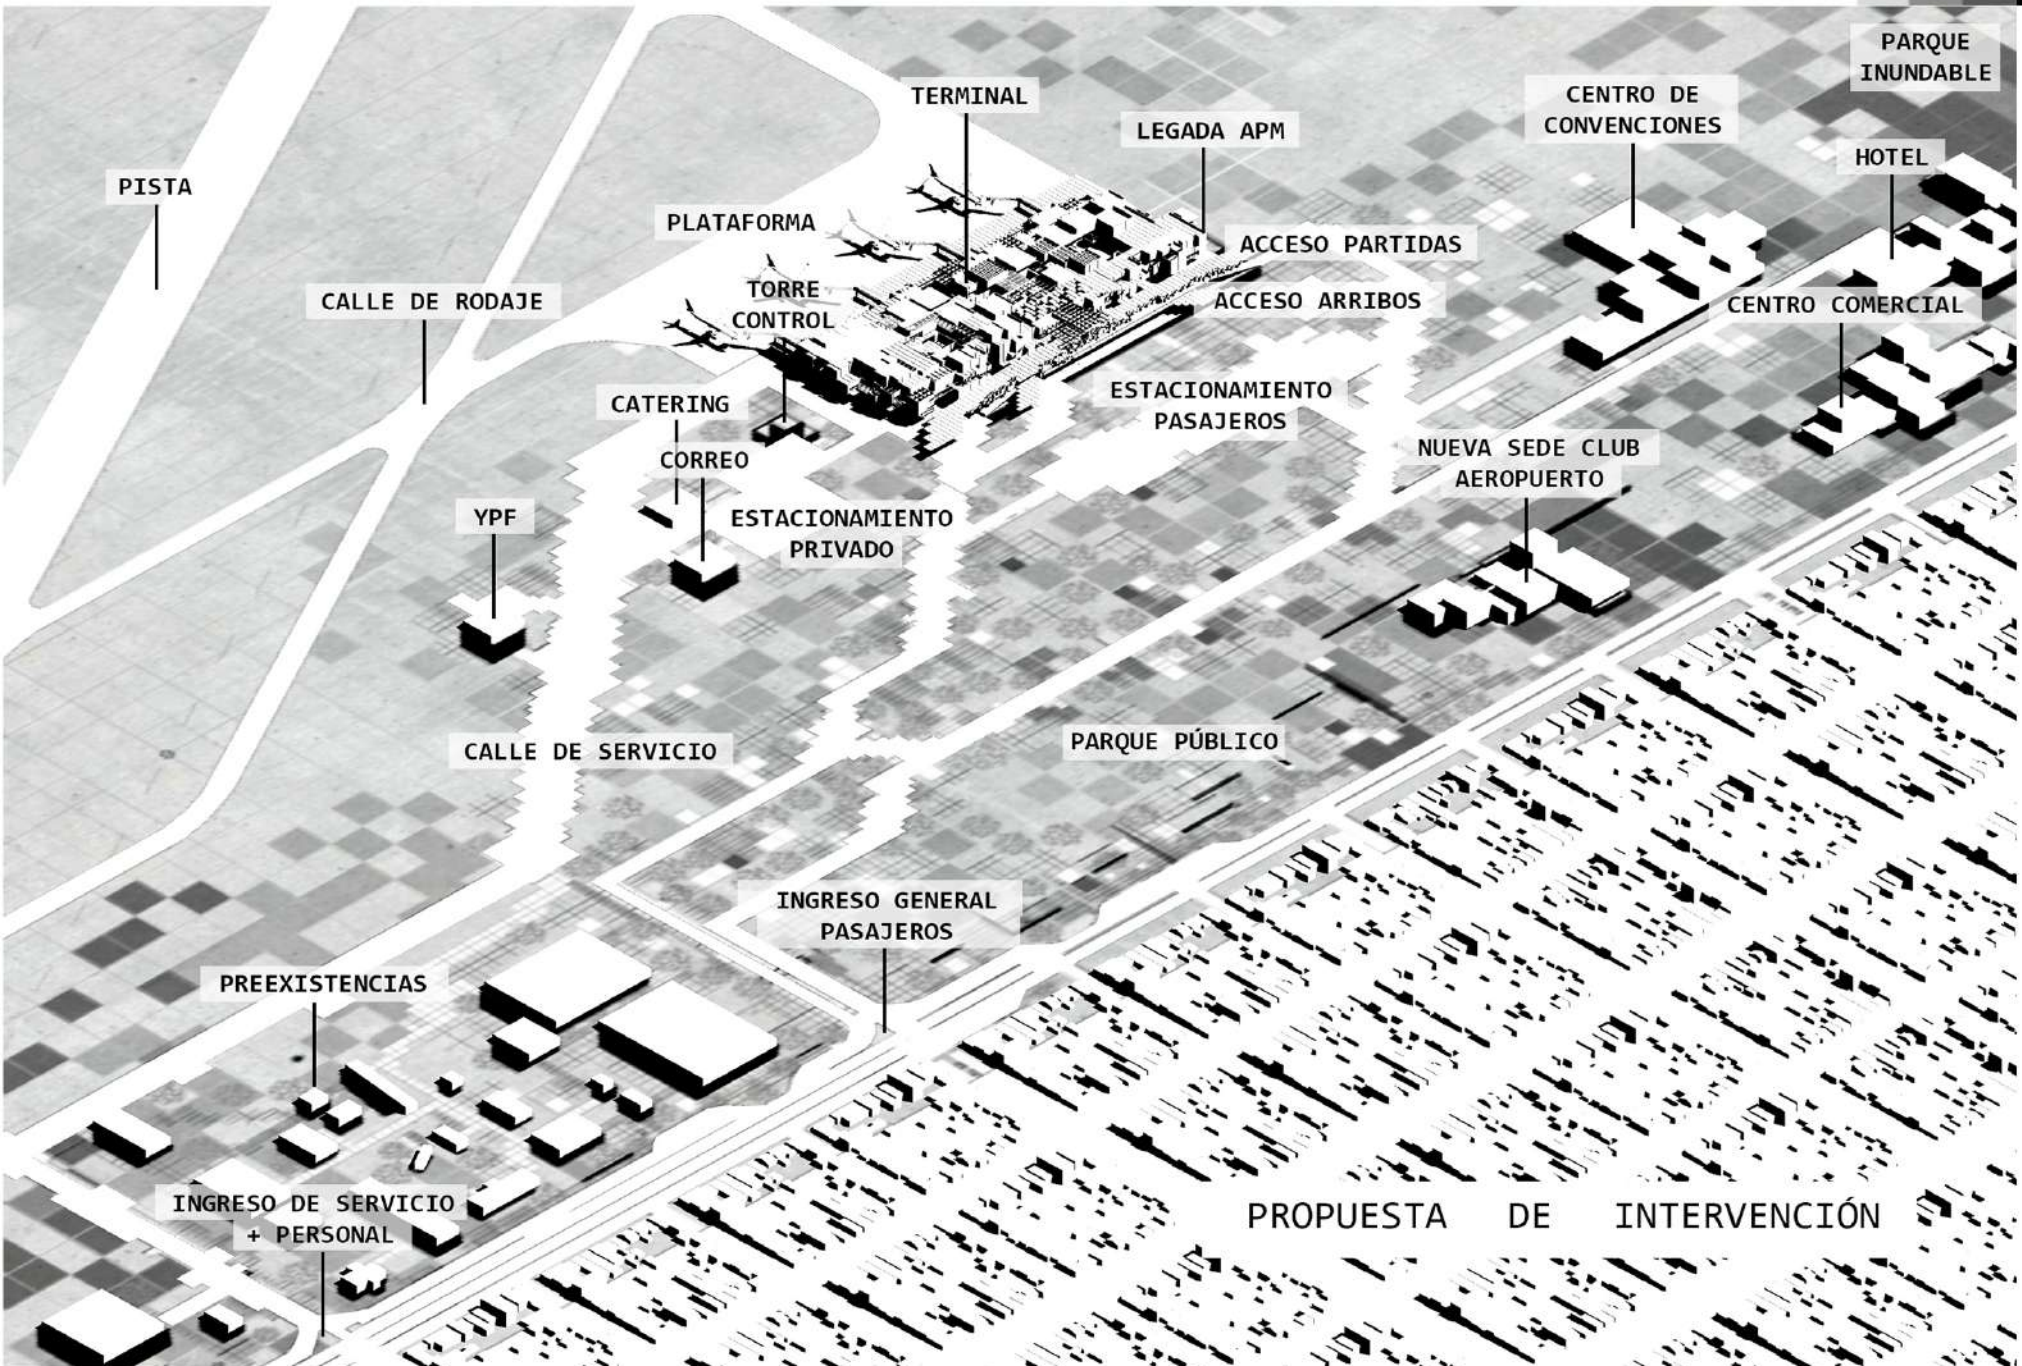 PARQUE
INUNDABLE
TERMINAL
CENTRO DE
CONVENCIONES
LEGADA APM
HOTEL
PISTA
PLATAFORMA
ACCESO PARTIDAS
TORRE
CONTROL
CALLE DE RODAJE
ACCESO ARRIBOS
CENTRO COMERCIAL
CATERING
ESTACIONAMIENTO
PASAJEROS
CORREO
NUEVA SEDE CLUB
AEROPUERTO
YPF
ESTACIONAMIENTO
PRIVADO
CALLE DE SERVICIO
PARQUE PÚBLICO
INGRESO GENERAL
PASAJEROS
PREEXISTENCIAS
INGRESO DE SERVICIO
+ PERSONAL
PROPUESTA DE INTERVENCIÓN